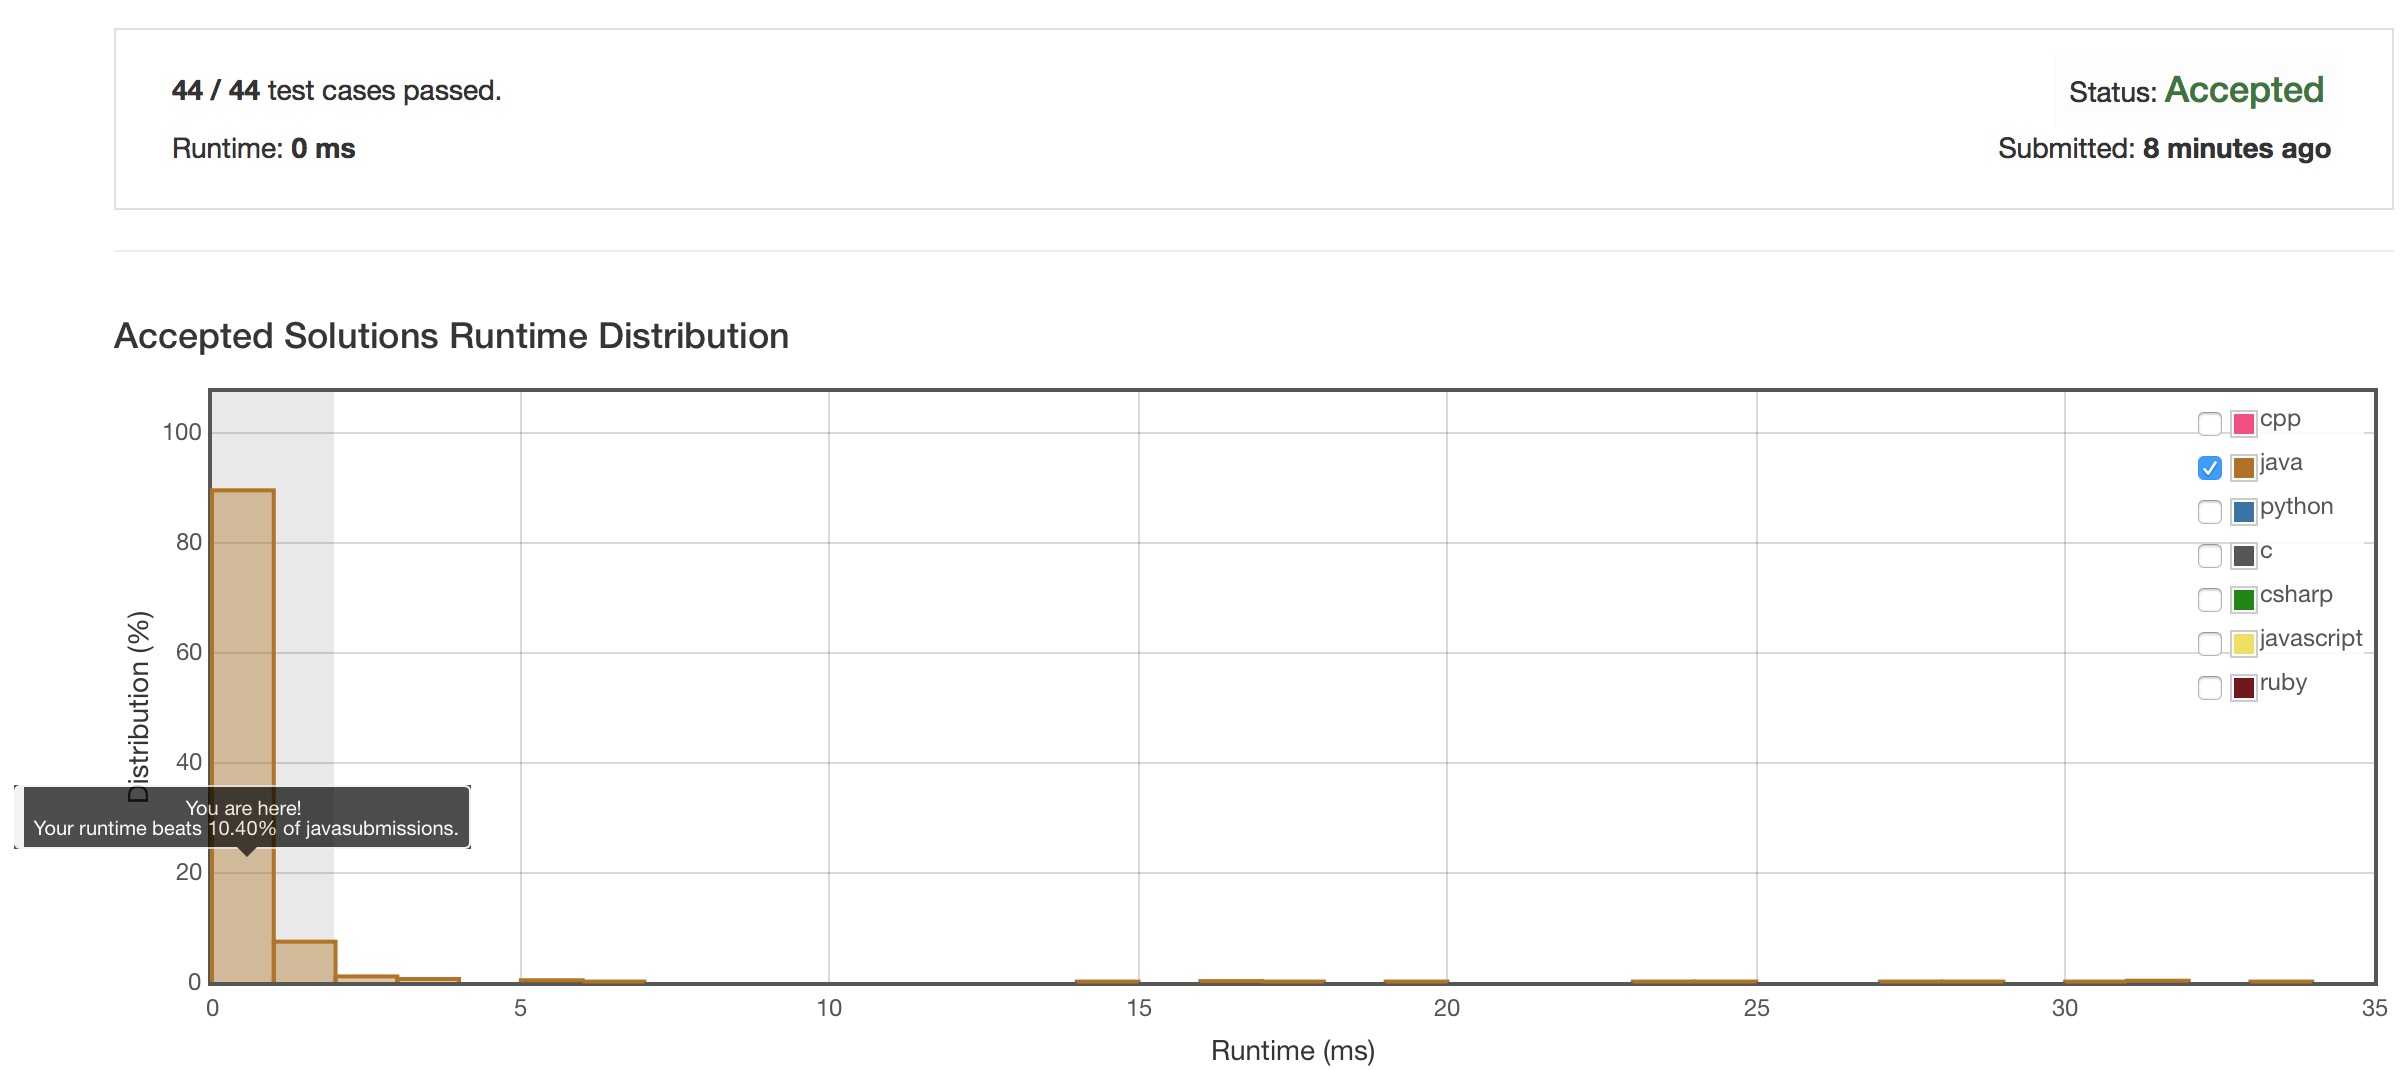 44 / 44 test cases passed.
Status: Accepted
Runtime: 0 ms
Submitted: 8 minutes ago
Accepted Solutions Runtime Distribution
Distribution (%)
100
80
60
40
20
0
cpp
java
python
c
csharp
javascript
ruby
You are here!
Your runtime beats 10.40% of javasubmissions.
0 5 10 15 20 25 30 35
Runtime (ms)